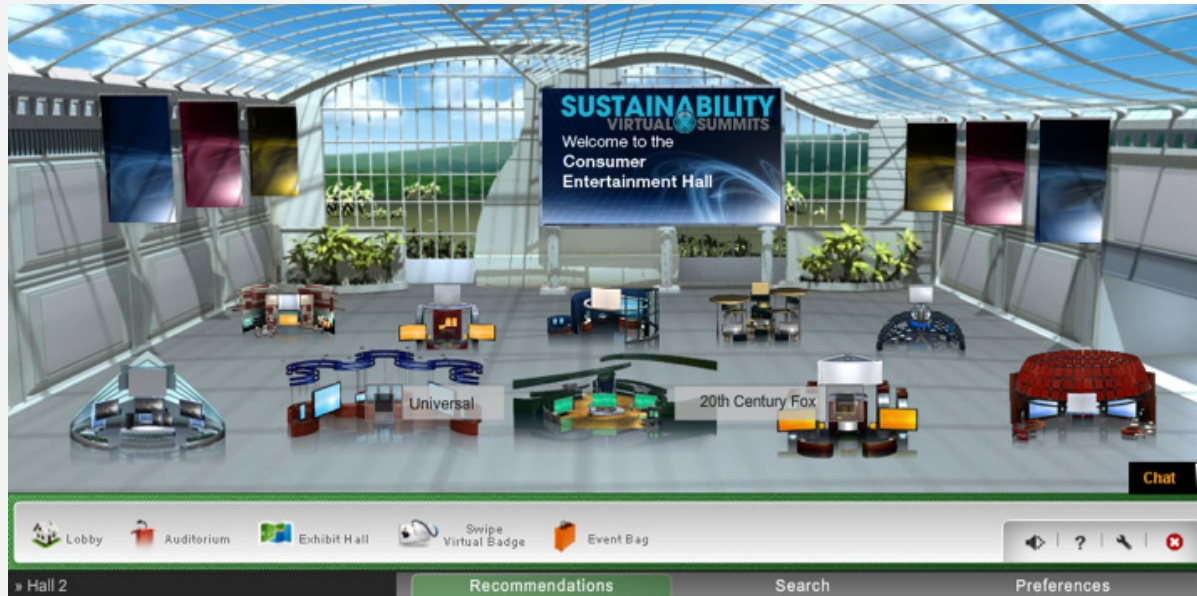 SUSTAINABILITY
VIRTUAL SUMMITS
Welcome to the
Consumer
Entertainment Hall
Universal
20th Century Fox
Chat
Lobby
Auditorium
Exhibit Hall
Swipe
Virtual Badge
Event Bag
?
» Hall 2
Recommendations
Search
Preferences